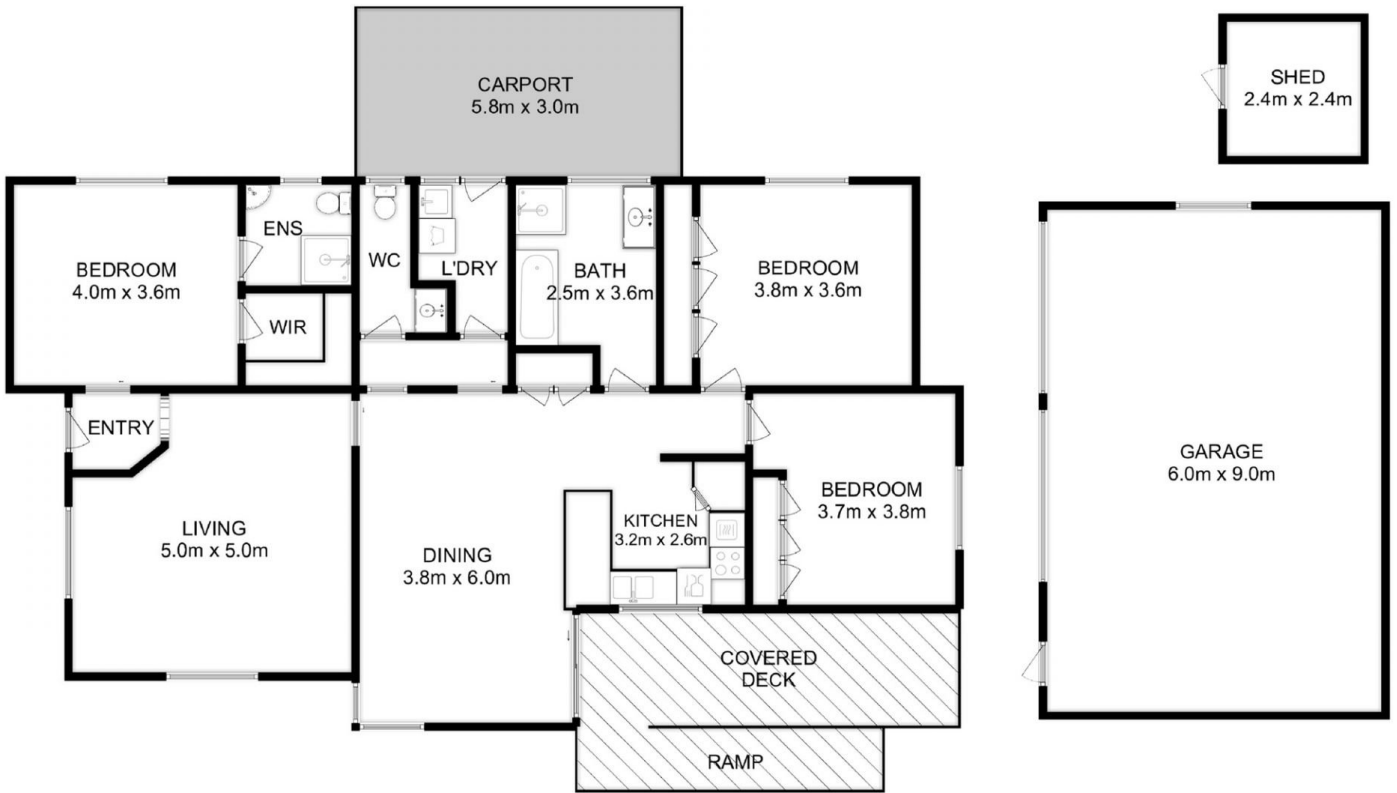 CARPORT
5.8m x 3.0m
SHED
2.4m x 2.4m
BEDROOM
4.0m x 3.6m
ENS
WIR
WC
L'DRY
BATH
2.5m x 3.6m
BEDROOM
3.8m x 3.6m
ENTRY
LIVING
5.0m x 5.0m
DINING
3.8m x 6.0m
KITCHEN
3.2m x 2.6m
BEDROOM
3.7m x 3.8m
GARAGE
6.0m x 9.0m
COVERED
DECK
RAMP